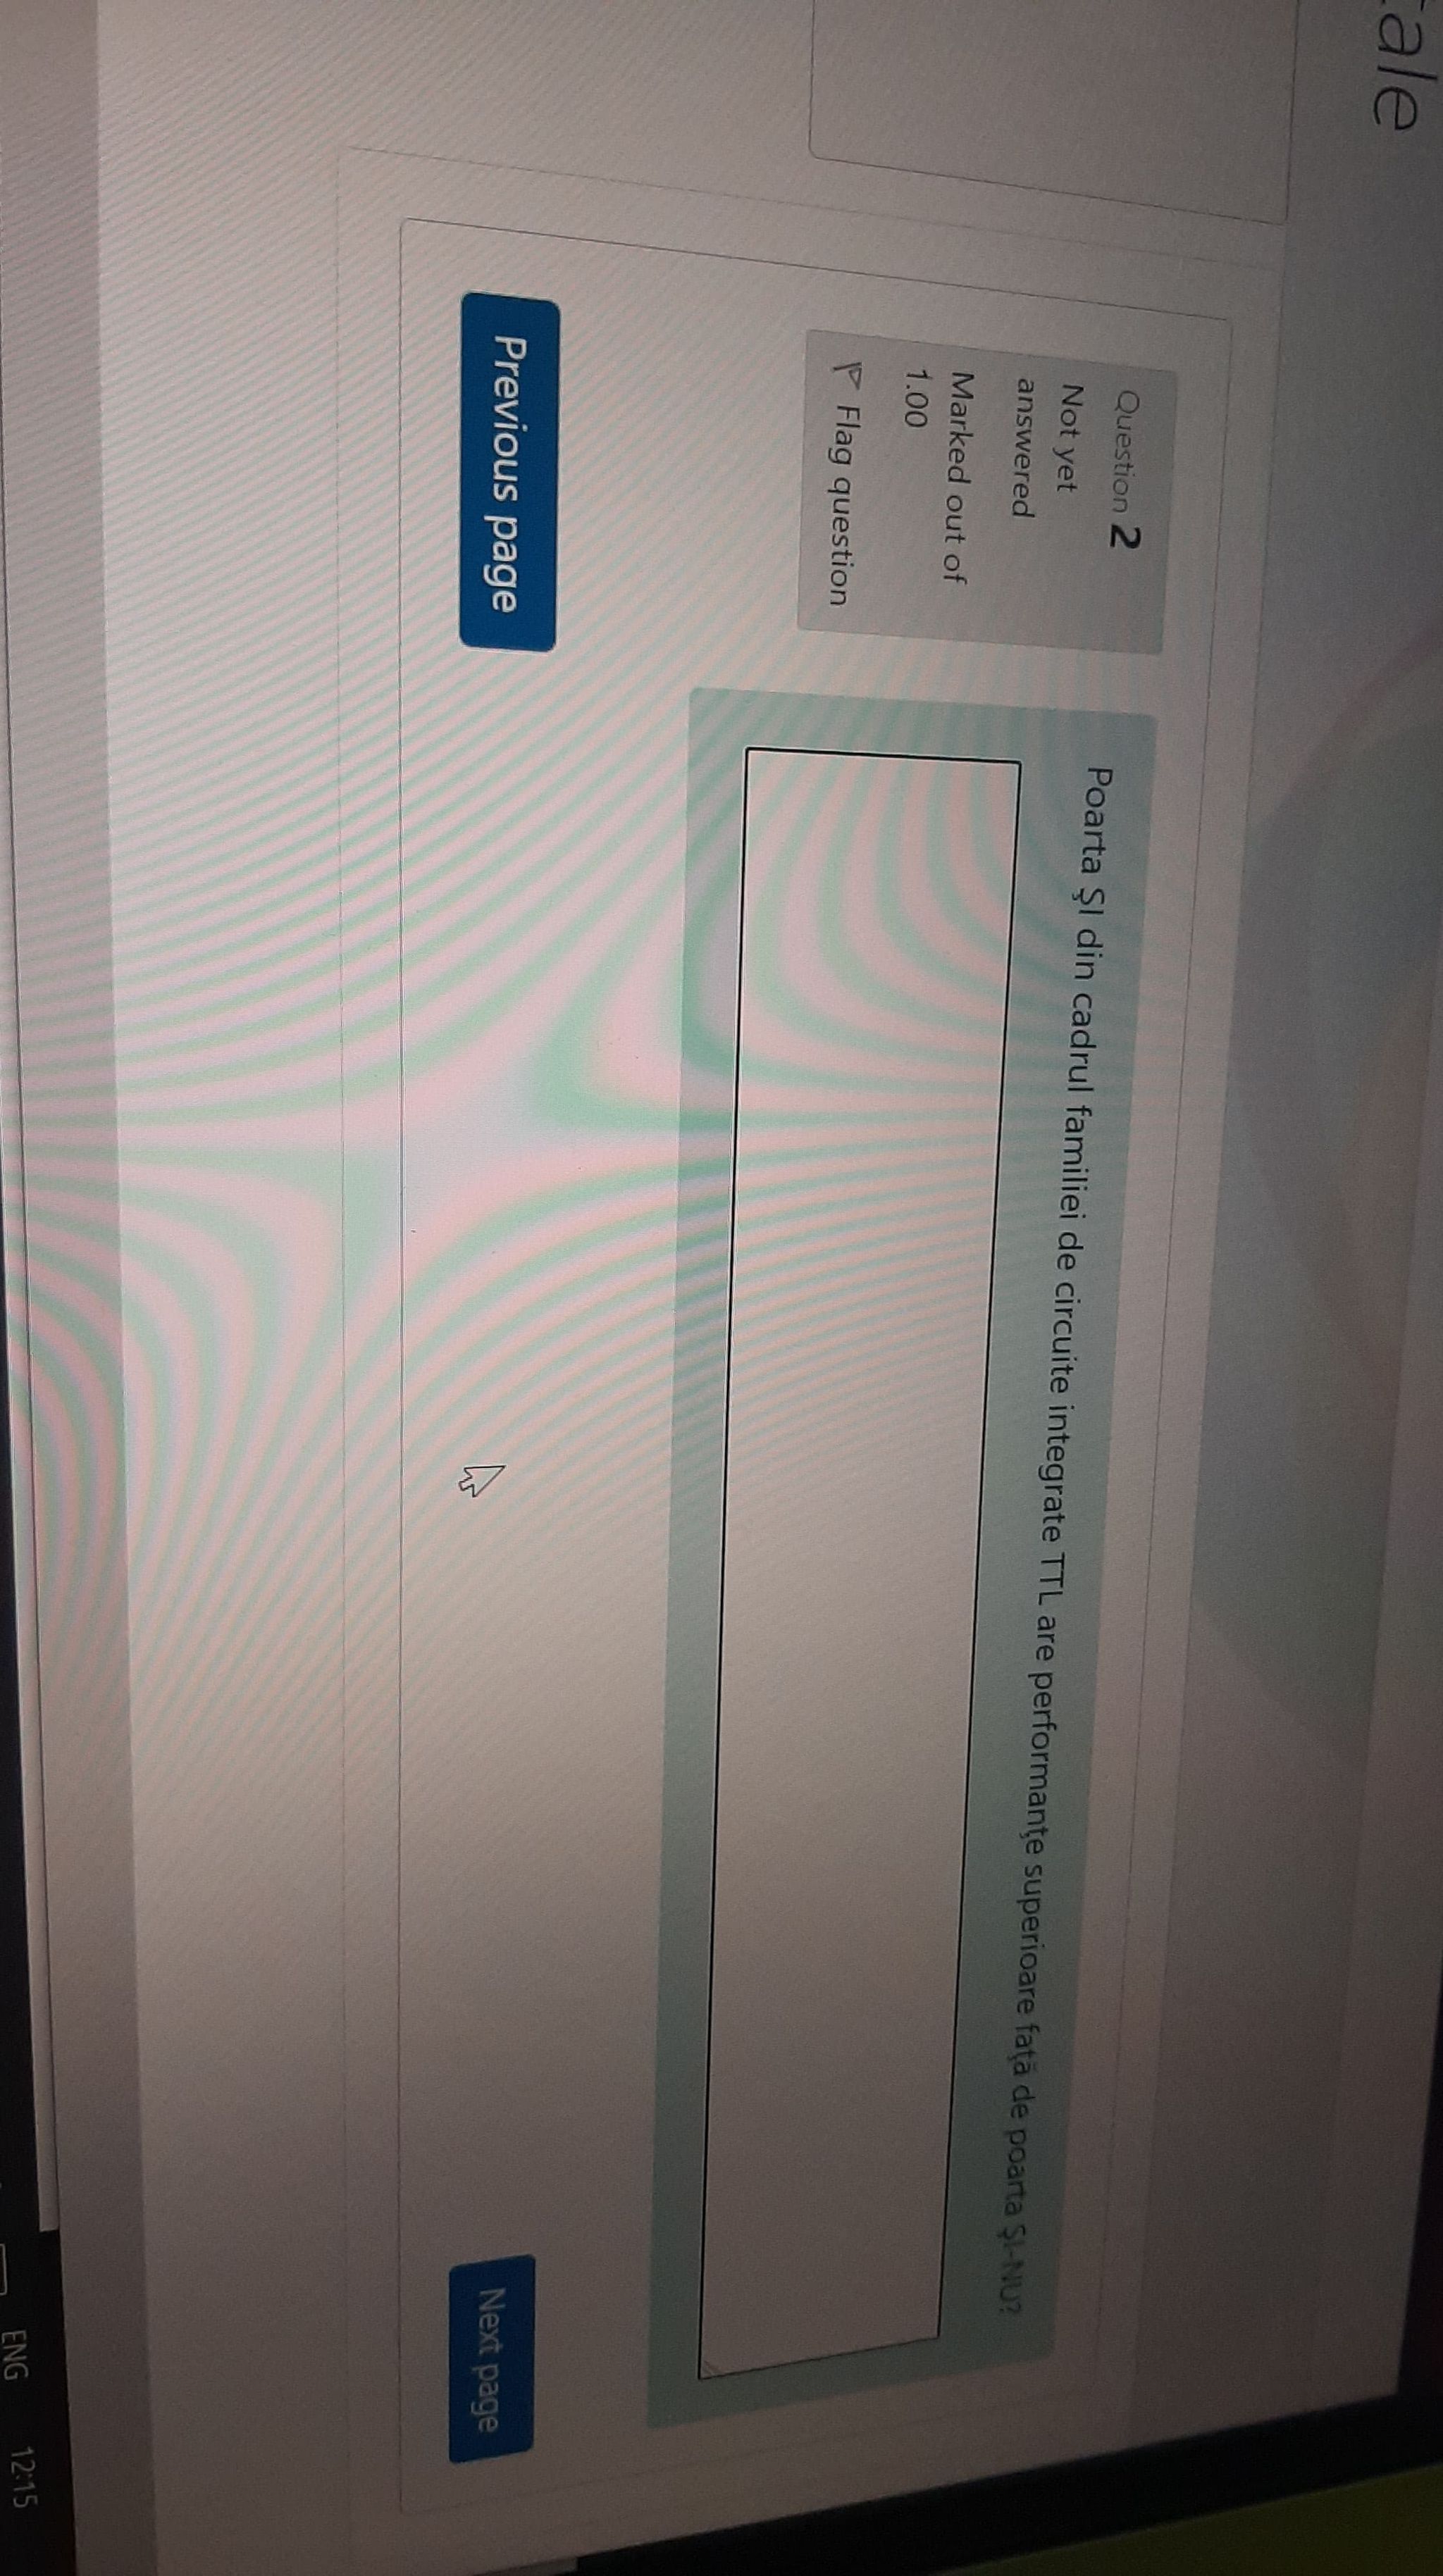 tale
Question 2
Not yet
answered
Marked out of
1.00
Flag question
Poarta ŞI din cadrul familiei de circuite integrate TTL are performanţe superioare faţă de poarta ŞI-NU?
Previous page
Next page
ENG
12:15